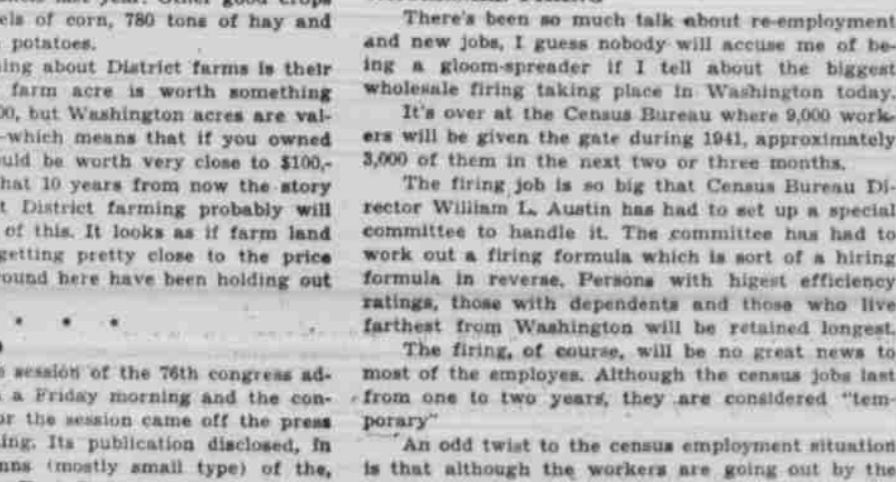 els of corn, 780 tons of hay and
potatoes.
ing about District farms is their
farm acre is worth something
00, but Washington acres are val-
-which means that if you owned
uld be worth very close to $100,-
hat 10 years from now the story
t District farming probably will
of this. It looks as if farm land
getting pretty close to the price
round here have been holding out
* * *
session of the 76th congress ad-
a Friday morning and the con-
or the session came off the press
ing. Its publication disclosed, in
nns (mostly small type) of the,
There's been so much talk about re-employment
and new jobs, I guess nobody will accuse me of be-
ing a gloom-spreader if I tell about the biggest
wholesale firing taking place in Washington today.
It's over at the Census Bureau where 9,000 work-
ers will be given the gate during 1941, approximately
3,000 of them in the next two or three months.
The firing job is so big that Census Bureau Di-
rector William L. Austin has had to set up a special
committee to handle it. The committee has had to
work out a firing formula which is sort of a hiring
formula in reverse. Persons with higest efficiency
ratings, those with dependents and those who live
farthest from Washington will be retained longest.
The firing, of course, will be no great news to
most of the employes. Although the census jobs last
from one to two years, they are considered "tem-
porary"
An odd twist to the census employment situation
is that although the workers are going out by the